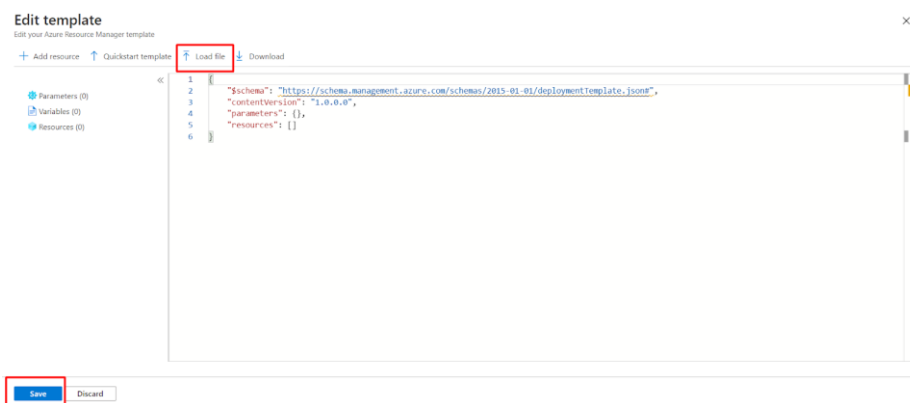 Edit template
Edit your Azure Resource Manager template
Add resource Quickstart template Load file Download
Parameters (0)
Variables (0)
Resources (0)
1 {
2 "$schema": "https://schema.management.azure.com/schemas/2015-01-01/deploymentTemplate.json#",
3 "contentVersion": "1.0.0.0",
4 "parameters": {},
5 "resources": []
6 }
Save Discard